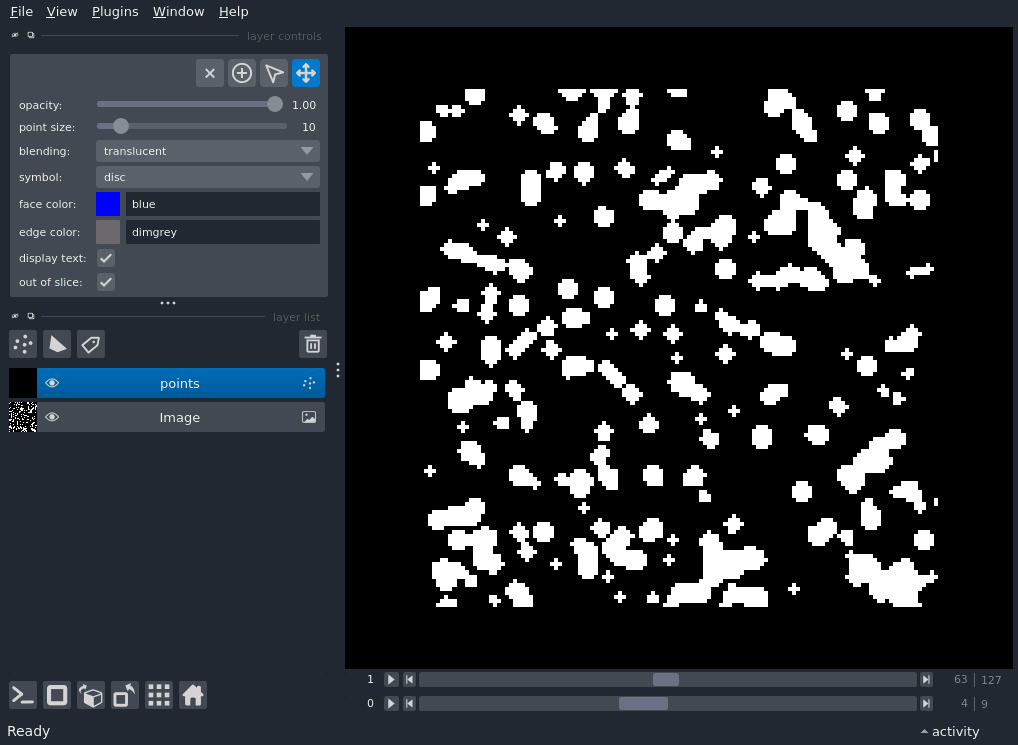 File View Plugins Window Help
layer controls
opacity: 1.00
point size: 10
blending: translucent
symbol: disc
face color: blue
edge color: dimgrey
display text:
out of slice:
layer list
points
Image
1 63 127
0 4 9
Ready activity